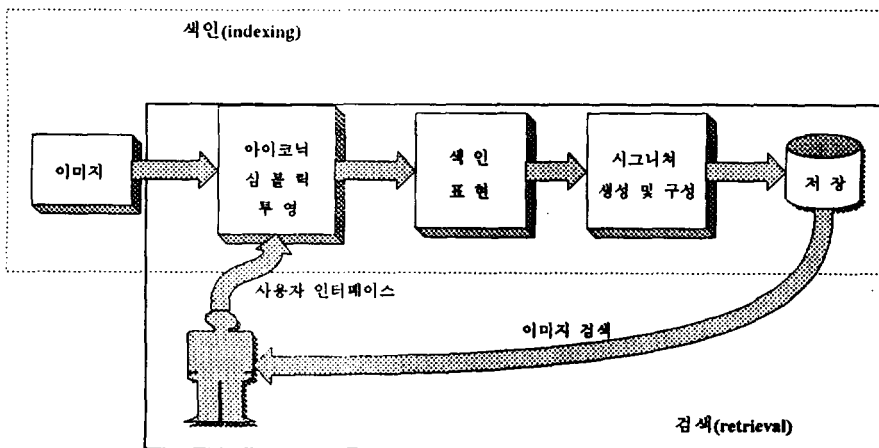 색인(indexing)
이미지
아이코닉
심볼릭
투영
색인
표현
시그니쳐
생성 및 구성
저장
사용자 인터페이스
이미지 검색
검색(retrieval)